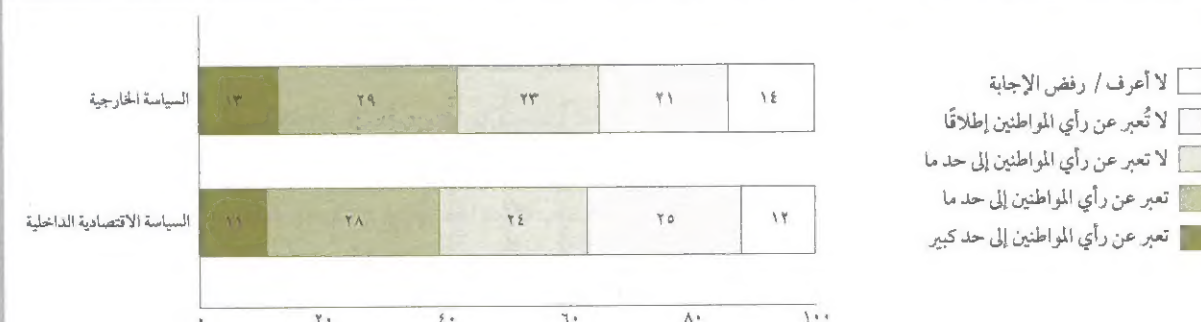 لا أعرف / رفض الإجابة
لا تُعبر عن رأي المواطنين إطلاقًا
لا تعبر عن رأي المواطنين إلى حد ما
تعبر عن رأي المواطنين إلى حد ما
تعبر عن رأي المواطنين إلى حد كبير
السياسة الخارجية
١٣ ٢٩ ٢٣ ٢١ ١٤
السياسة الاقتصادية الداخلية
١١ ٢٨ ٢٤ ٢٥ ١٢
٠ ٢٠ ٤٠ ٦٠ ٨٠ ١٠٠